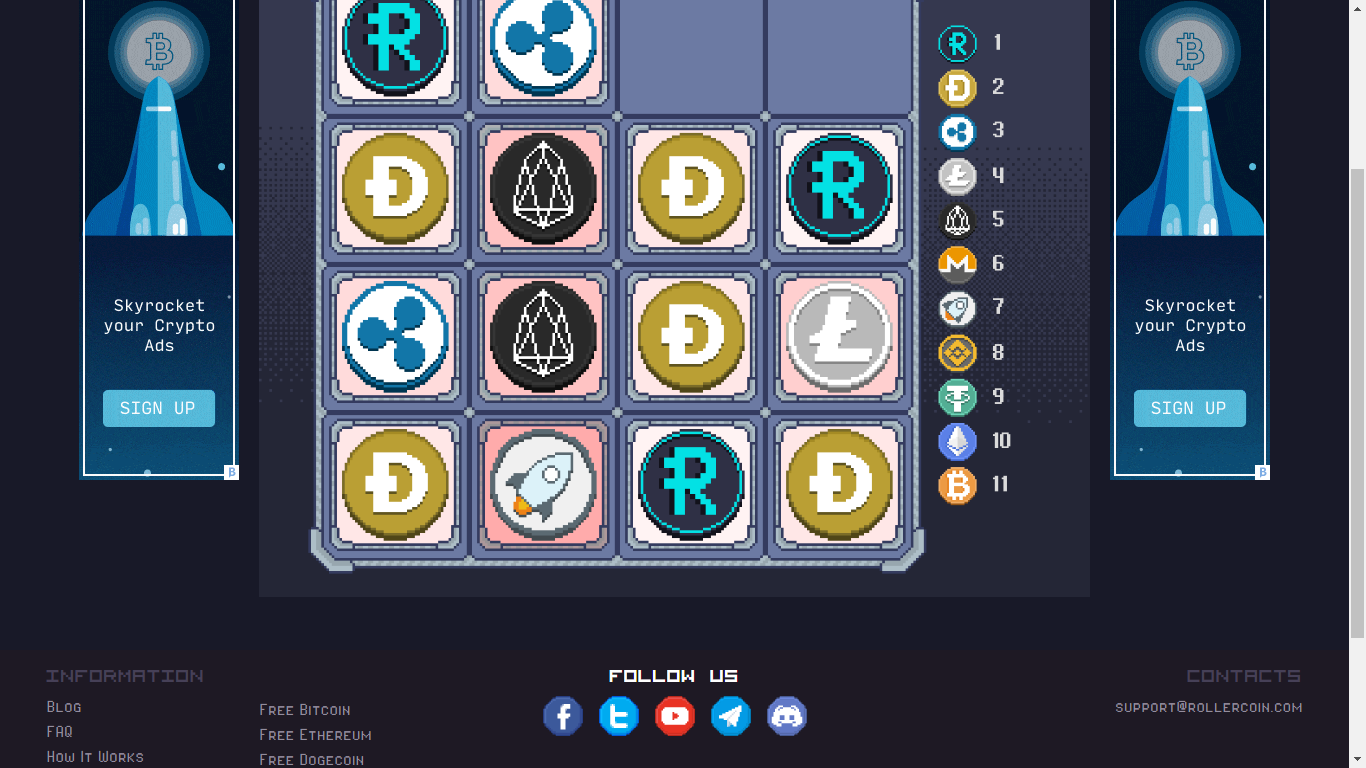 1
2
3
4
5
6
7
8
9
10
11
Skyrocket
your Crypto
Ads
SIGN UP
Skyrocket
your Crypto
Ads
SIGN UP
INFORMATION
Blog
FAQ
How It Works
Free Bitcoin
Free Ethereum
Free Dogecoin
FOLLOW US
CONTACTS
support@rollercoin.com